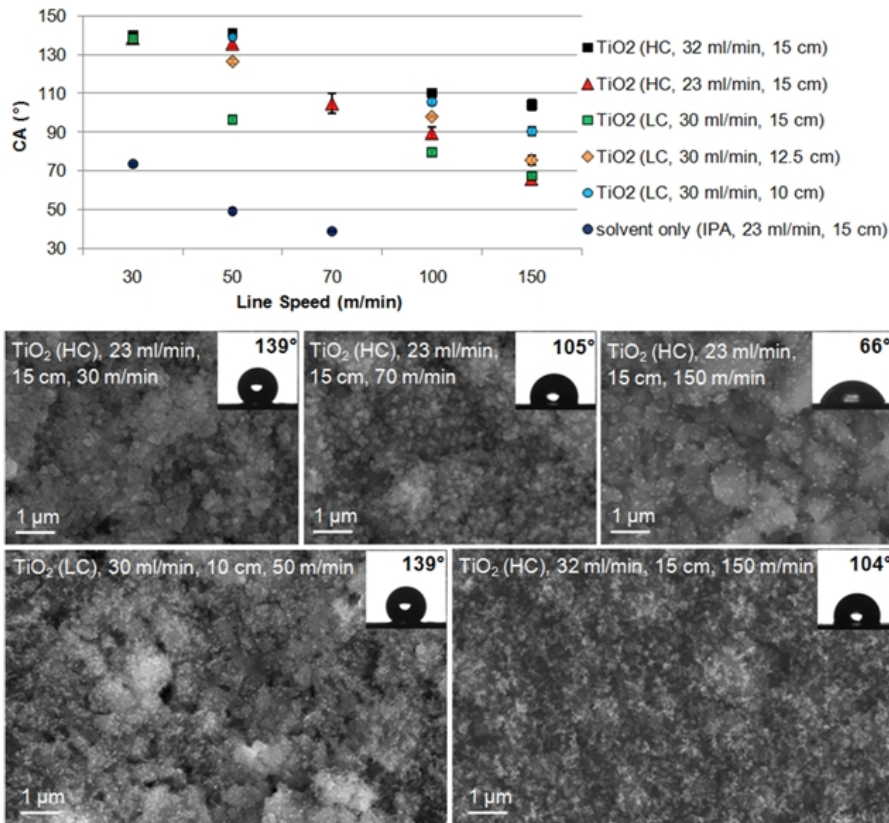 150
130
110
90
70
50
30
CA (°)
30 50 70 100 150
Line Speed (m/min)
TiO2 (HC, 32 ml/min, 15 cm)
TiO2 (HC, 23 ml/min, 15 cm)
TiO2 (LC, 30 ml/min, 15 cm)
TiO2 (LC, 30 ml/min, 12.5 cm)
TiO2 (LC, 30 ml/min, 10 cm)
solvent only (IPA, 23 ml/min, 15 cm)
TiO₂ (HC), 23 ml/min,
15 cm, 30 m/min
139°
1 µm
TiO₂ (HC), 23 ml/min,
15 cm, 70 m/min
105°
1 µm
TiO₂ (HC), 23 ml/min,
15 cm, 150 m/min
66°
1 µm
TiO₂ (LC), 30 ml/min, 10 cm, 50 m/min
139°
1 µm
TiO₂ (HC), 32 ml/min, 15 cm, 150 m/min
104°
1 µm